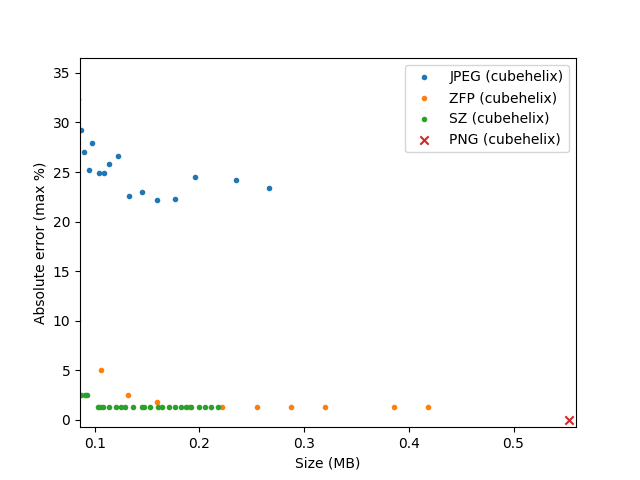 JPEG (cubehelix)
ZFP (cubehelix)
SZ (cubehelix)
PNG (cubehelix)
Absolute error (max %)
35
30
25
20
15
10
5
0
0.1 0.2 0.3 0.4 0.5
Size (MB)